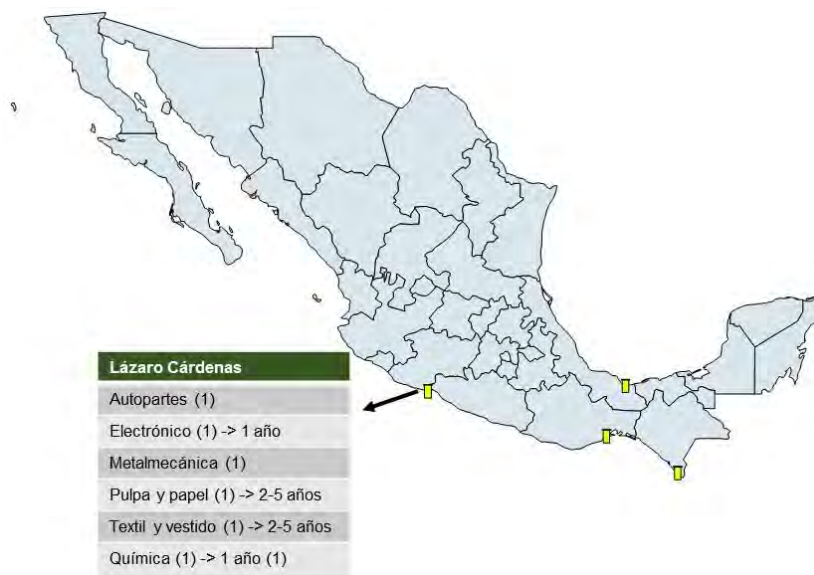 Lázaro Cárdenas
Autopartes (1)
Electrónico (1) -> 1 año
Metalmecánica (1)
Pulpa y papel (1) -> 2-5 años
Textil y vestido (1) -> 2-5 años
Química (1) -> 1 año (1)